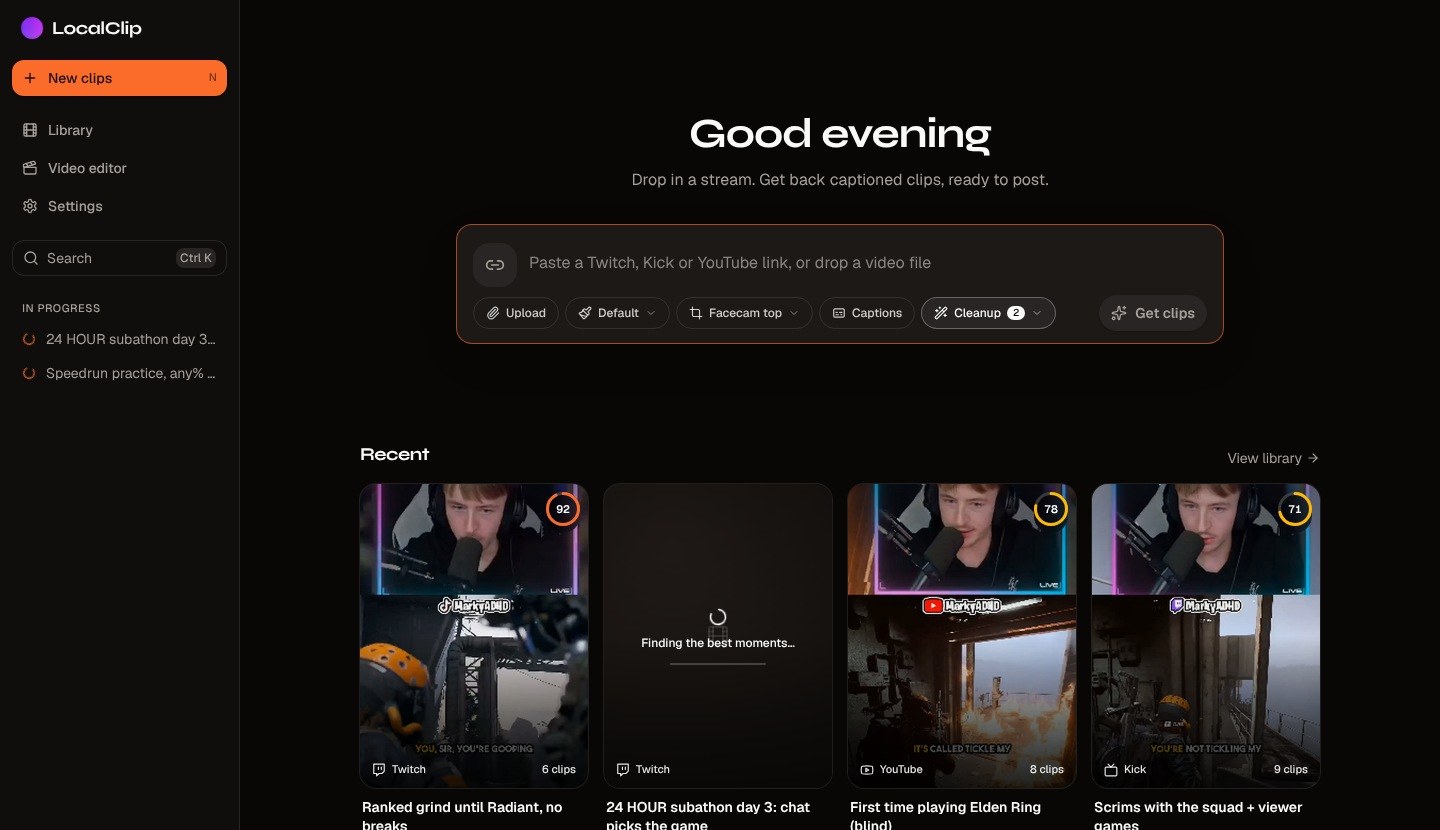 LocalClip
New clips
N
Library
Video editor
Settings
Search
Ctrl K
IN PROGRESS
24 HOUR subathon day 3...
Speedrun practice, any% ...
Good evening
Drop in a stream. Get back captioned clips, ready to post.
Paste a Twitch, Kick or YouTube link, or drop a video file
Upload
Default
Facecam top
Captions
Cleanup 2
Get clips
Recent
View library →
92
LIVE
MarkyADHD
YOU, SIR, YOU'RE GOOPING
Twitch
6 clips
Ranked grind until Radiant, no
breaks
Finding the best moments...
Twitch
24 HOUR subathon day 3: chat
picks the game
78
LIVE
MarkyADHD
IT'S CALLED TICKLE MY
YouTube
8 clips
First time playing Elden Ring
(blind)
71
LIVE
MarkyADHD
YOU'RE NOT TICKLING MY
Kick
9 clips
Scrims with the squad + viewer
games